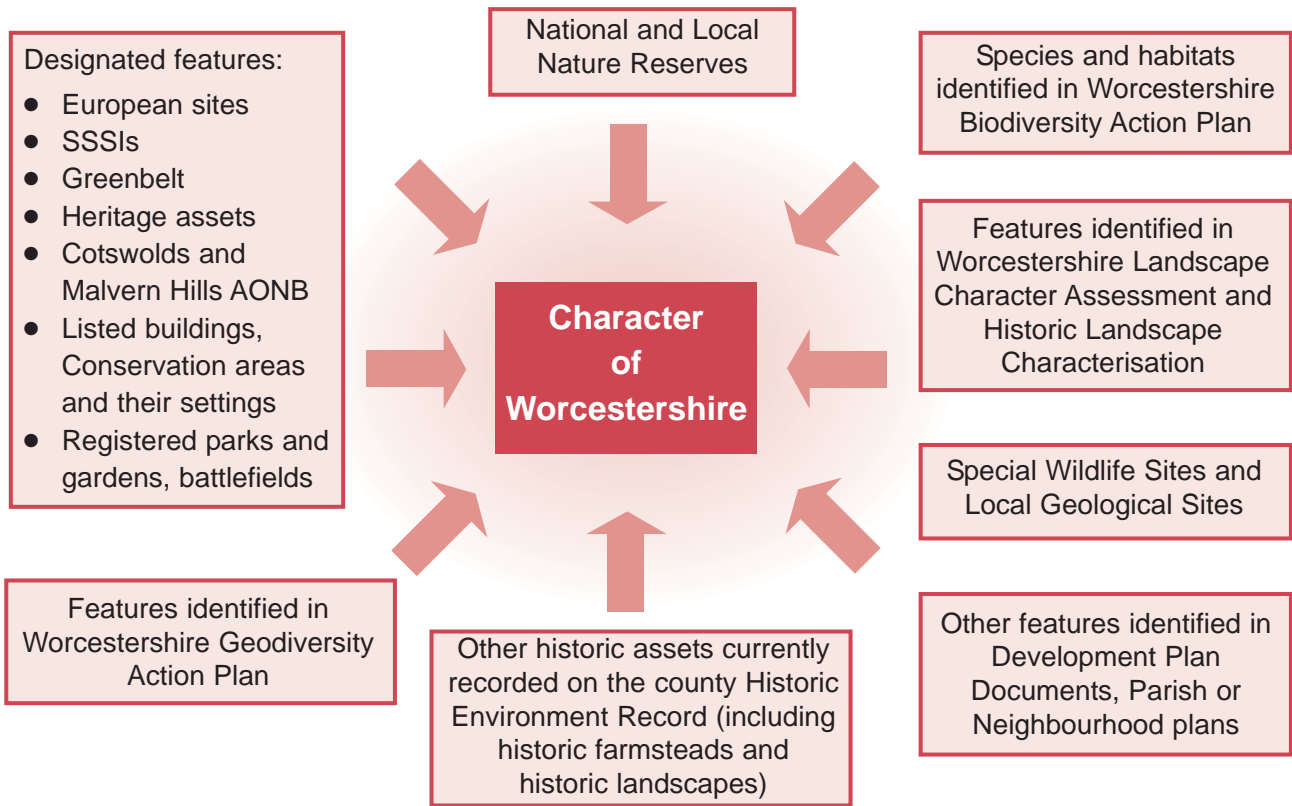 Designated features:
● European sites
● SSSIs
● Greenbelt
● Heritage assets
● Cotswolds and
Malvern Hills AONB
● Listed buildings,
Conservation areas
and their settings
● Registered parks and
gardens, battlefields
National and Local
Nature Reserves
Species and habitats
identified in Worcestershire
Biodiversity Action Plan
Features identified in
Worcestershire Landscape
Character Assessment and
Historic Landscape
Characterisation
Character
of
Worcestershire
Special Wildlife Sites and
Local Geological Sites
Features identified in
Worcestershire Geodiversity
Action Plan
Other historic assets currently
recorded on the county Historic
Environment Record (including
historic farmsteads and
historic landscapes)
Other features identified in
Development Plan
Documents, Parish or
Neighbourhood plans